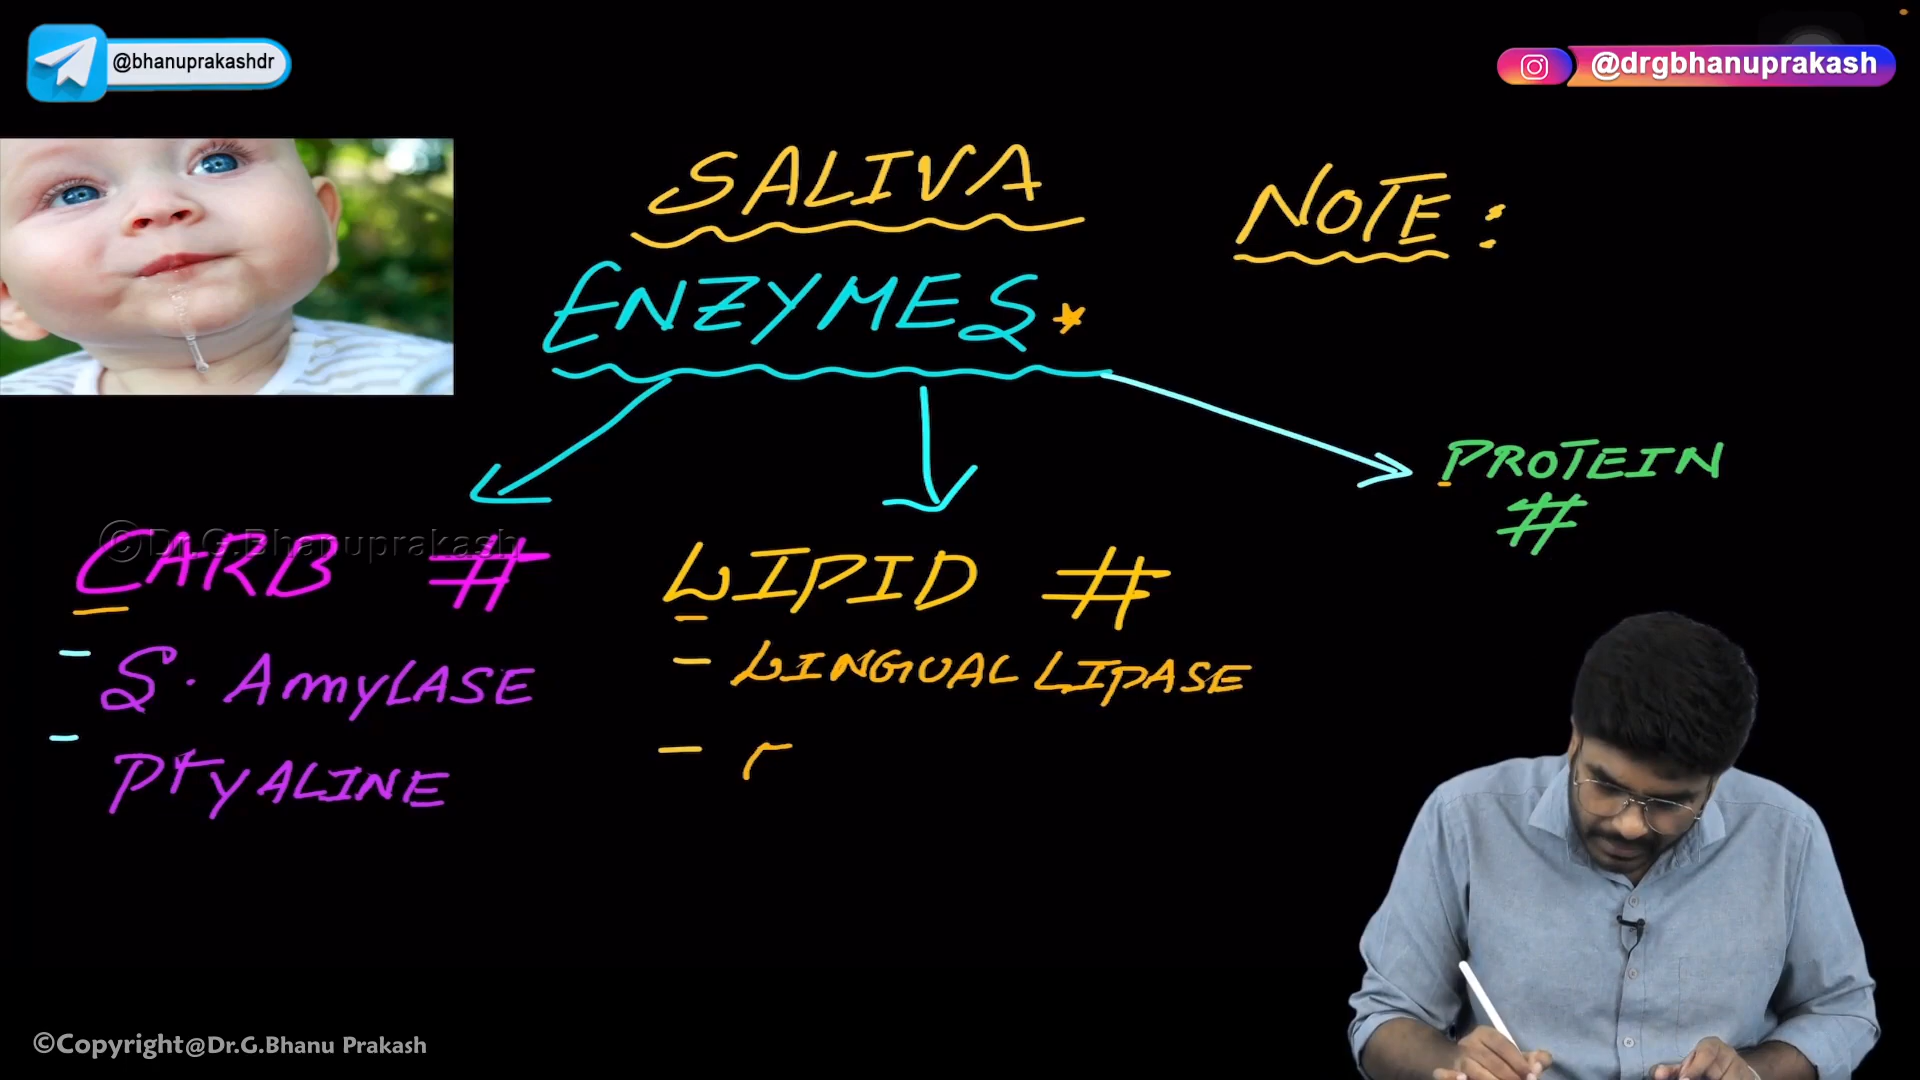 @bhanuprakashdr
@drgbhanuprakash
SALIVA
NOTE :
ENZYMES
PROTEIN
#
©Dr.G.Bhanuprakash
CARB #
LIPID #
- S. AMYLASE
- LINGUAL LIPASE
- PTYALINE
-
©Copyright@Dr.G.Bhanu Prakash